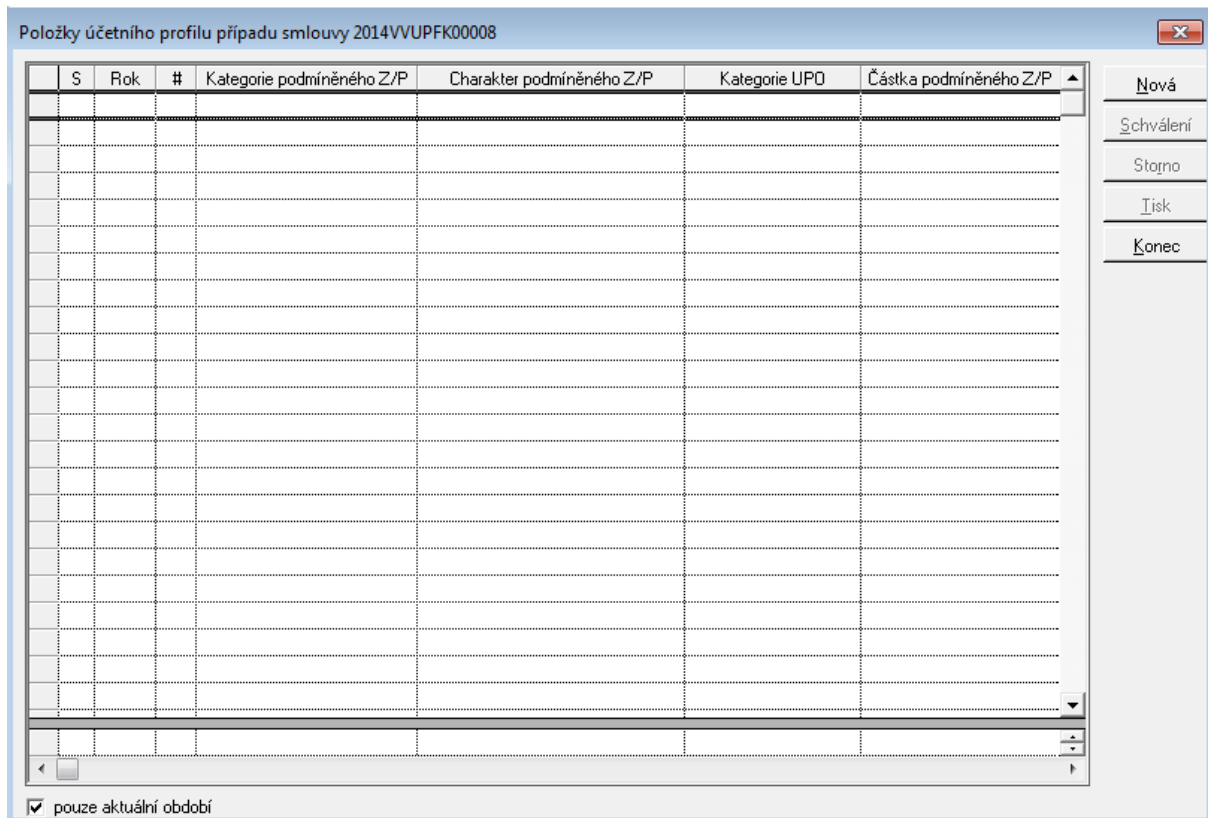 Položky účetního profilu případu smlouvy 2014VVUPFK00008
S Rok # Kategorie podmíněného Z/P Charakter podmíněného Z/P Kategorie UPO Částka podmíněného Z/P
Nová
Schválení
Storno
Tisk
Konec
pouze aktuální období